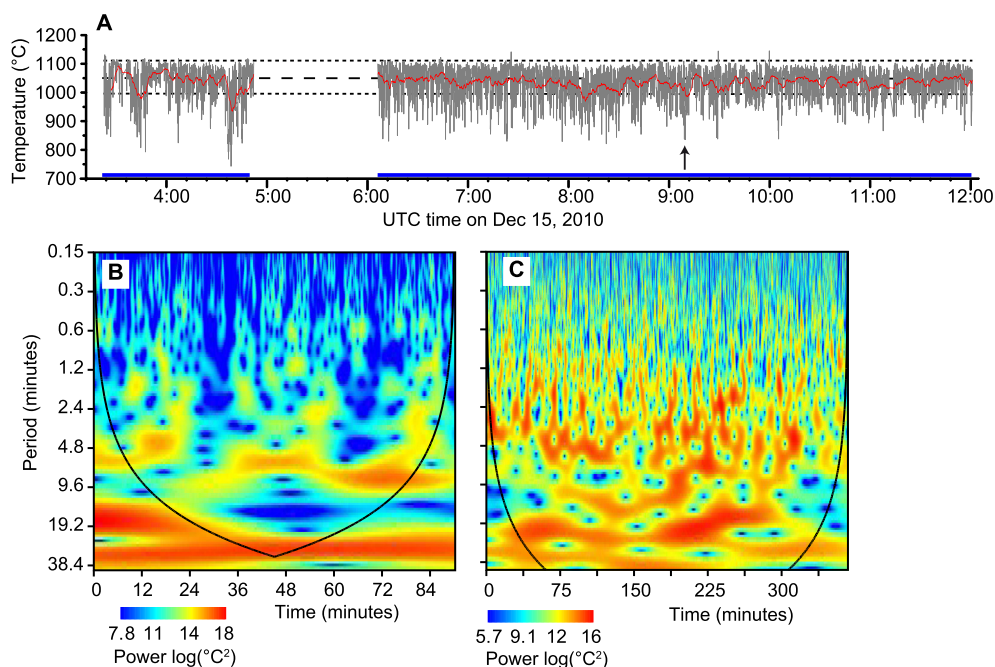 A
Temperature (°C)
1200
1100
1000
900
800
700
4:00 5:00 6:00 7:00 8:00 9:00 10:00 11:00 12:00
UTC time on Dec 15, 2010
B
Period (minutes)
0.15
0.3
0.6
1.2
2.4
4.8
9.6
19.2
38.4
0 12 24 36 48 60 72 84
Time (minutes)
7.8 11 14 18
Power log(°C²)
C
0 75 150 225 300
Time (minutes)
5.7 9.1 12 16
Power log(°C²)